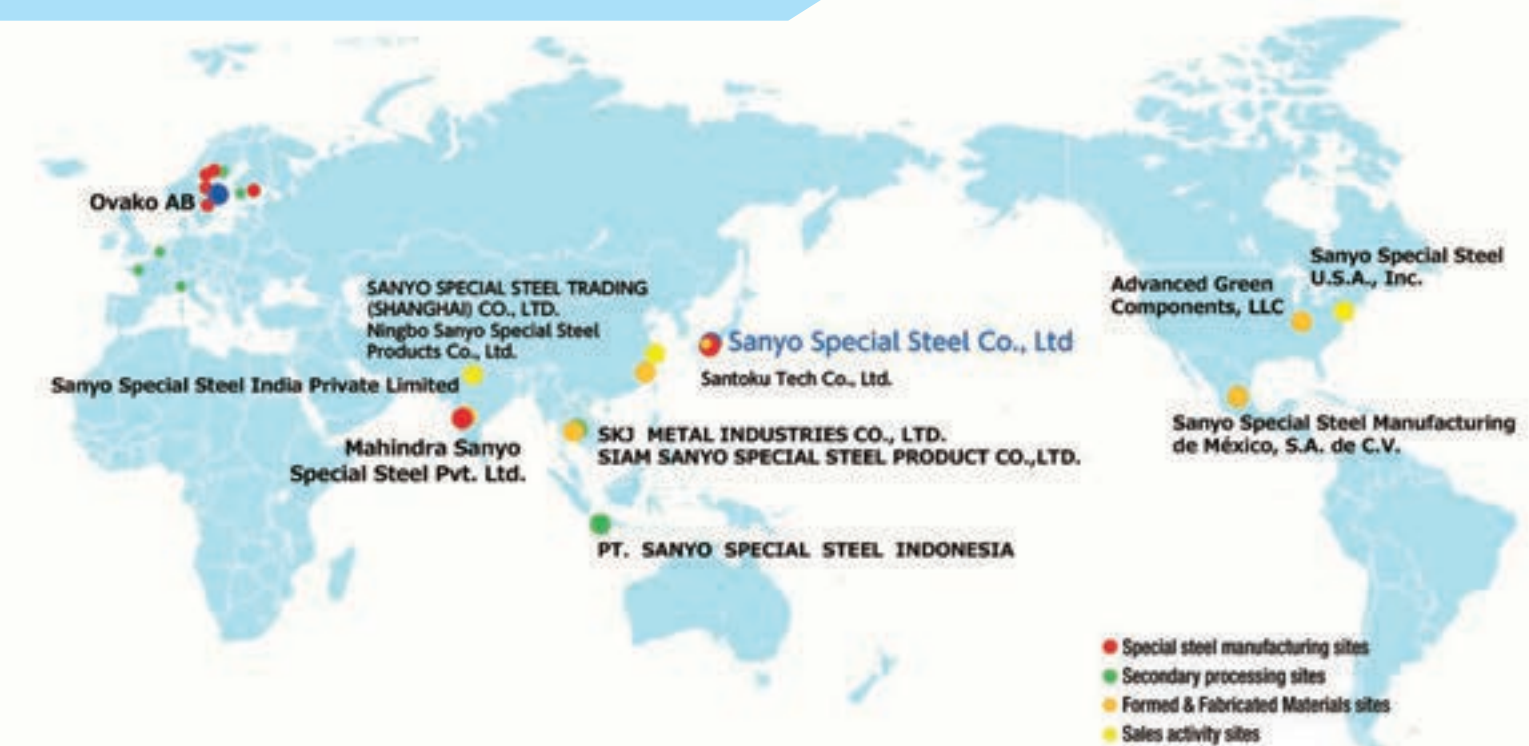 Ovako AB
SANYO SPECIAL STEEL TRADING
(SHANGHAI) CO., LTD.
Ningbo Sanyo Special Steel
Products Co., Ltd.
Sanyo Special Steel India Private Limited
Mahindra Sanyo
Special Steel Pvt. Ltd.
Sanyo Special Steel Co., Ltd
Santoku Tech Co., Ltd.
SKJ METAL INDUSTRIES CO., LTD.
SIAM SANYO SPECIAL STEEL PRODUCT CO.,LTD.
PT. SANYO SPECIAL STEEL INDONESIA
Advanced Green
Components, LLC
Sanyo Special Steel
U.S.A., Inc.
Sanyo Special Steel Manufacturing
de México, S.A. de C.V.
Special steel manufacturing sites
Secondary processing sites
Formed & Fabricated Materials sites
Sales activity sites